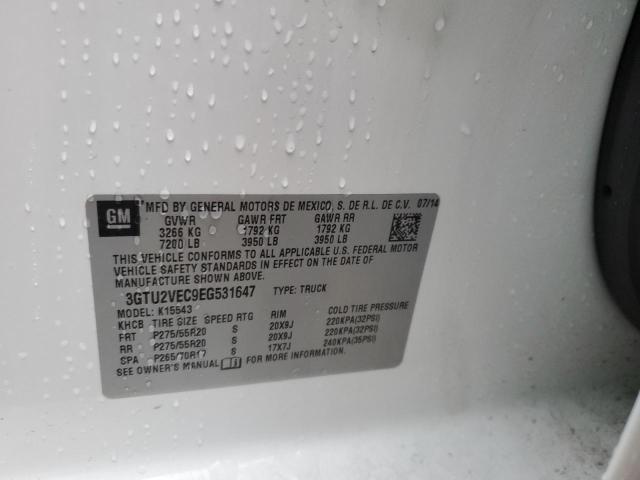 GM MFD BY GENERAL MOTORS DE MEXICO, S. DE R.L. DE C.V. 07/14
GVWR GAWR FRT GAWR RR
3266 KG 1792 KG 1792 KG
7200 LB 3950 LB 3950 LB
THIS VEHICLE CONFORMS TO ALL APPLICABLE U.S. FEDERAL MOTOR
VEHICLE SAFETY STANDARDS IN EFFECT ON THE DATE OF
MANUFACTURE SHOWN ABOVE.
3GTU2VEC9EG531647 TYPE: TRUCK
MODEL: K15543
KHCB TIRE SIZE SPEED RTG RIM COLD TIRE PRESSURE
FRT P275/55R20 S 20X9J 220KPA(32PSI)
RR P275/55R20 S 20X9J 220KPA(32PSI)
SPA P265/70R17 S 17X7J 240KPA(35PSI)
SEE OWNER'S MANUAL FOR MORE INFORMATION.